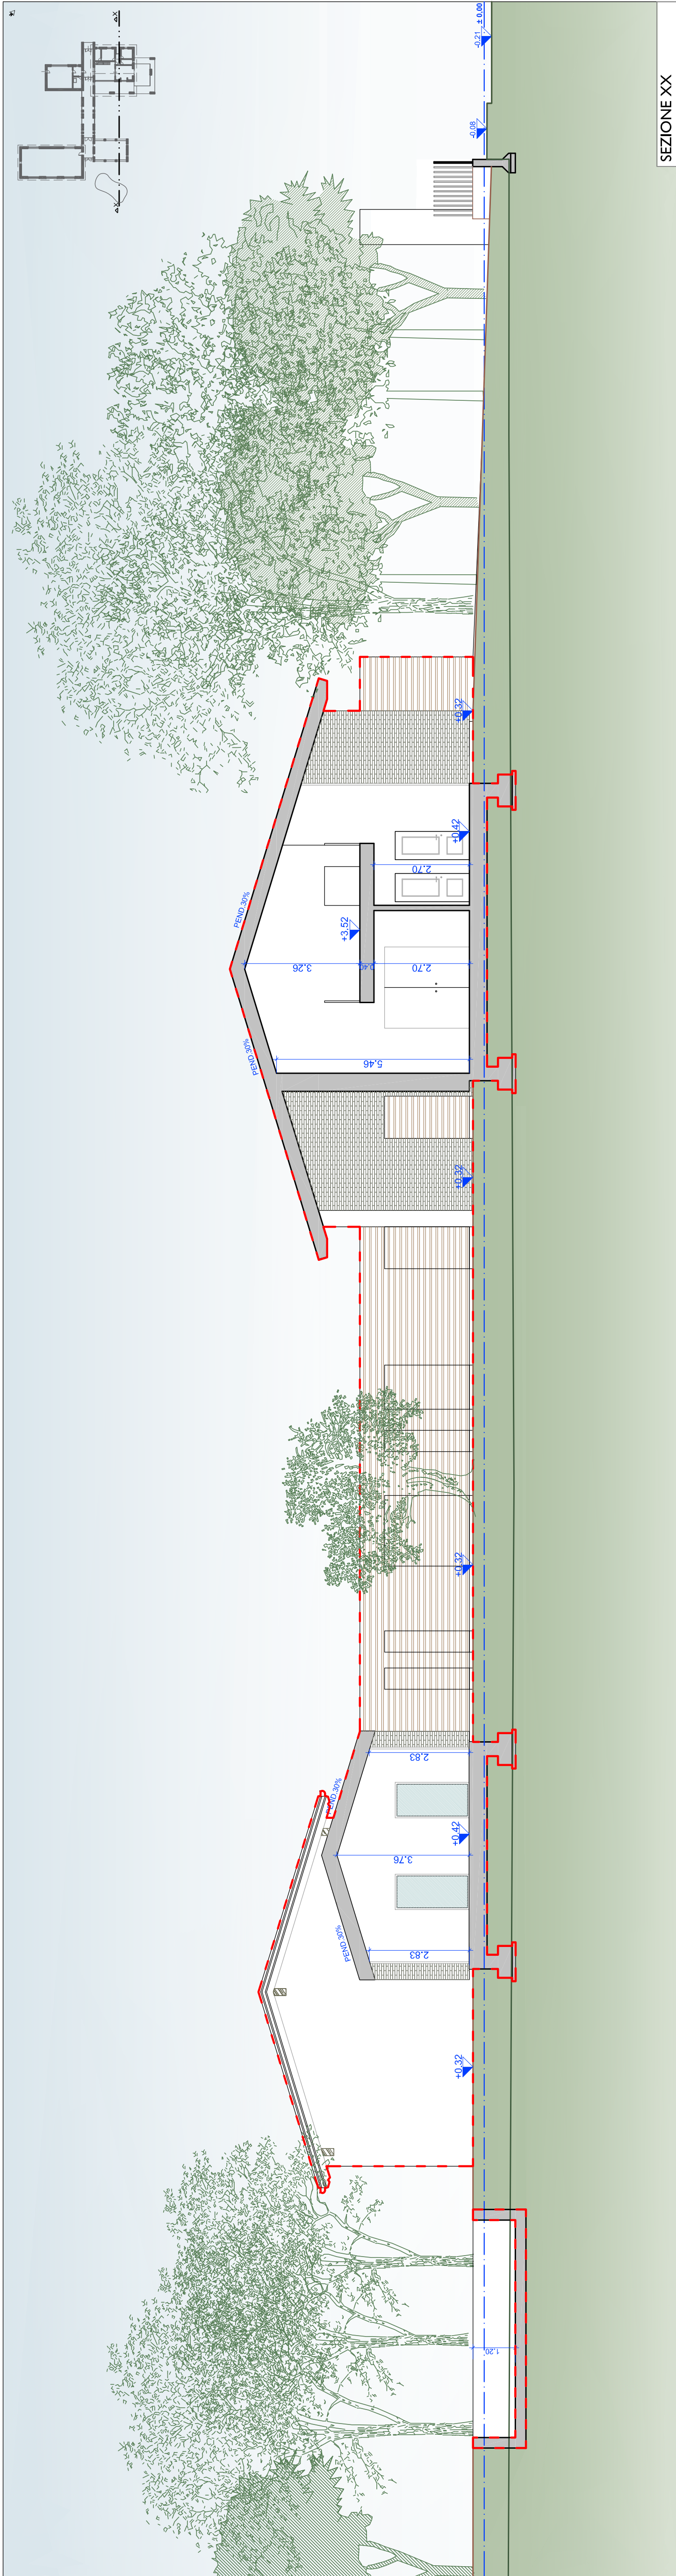 X
X
± 0.00
-0.21
-0.08
+0.32
+0.42
2.70
PEND.30%
+3.52
3.26
0.40
2.70
PEND.30%
5.46
+0.32
+0.32
2.83
PEND.30%
+0.42
3.76
PEND.30%
2.83
+0.32
1.20
SEZIONE XX